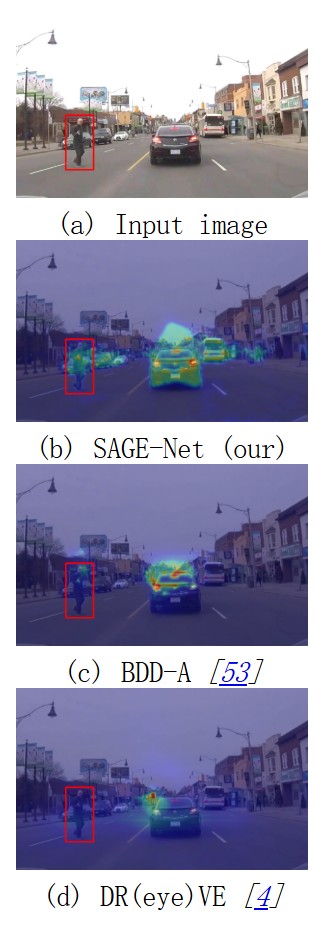 (a) Input image
(b) SAGE-Net (our)
(c) BDD-A [53]
(d) DR(eye)VE [4]